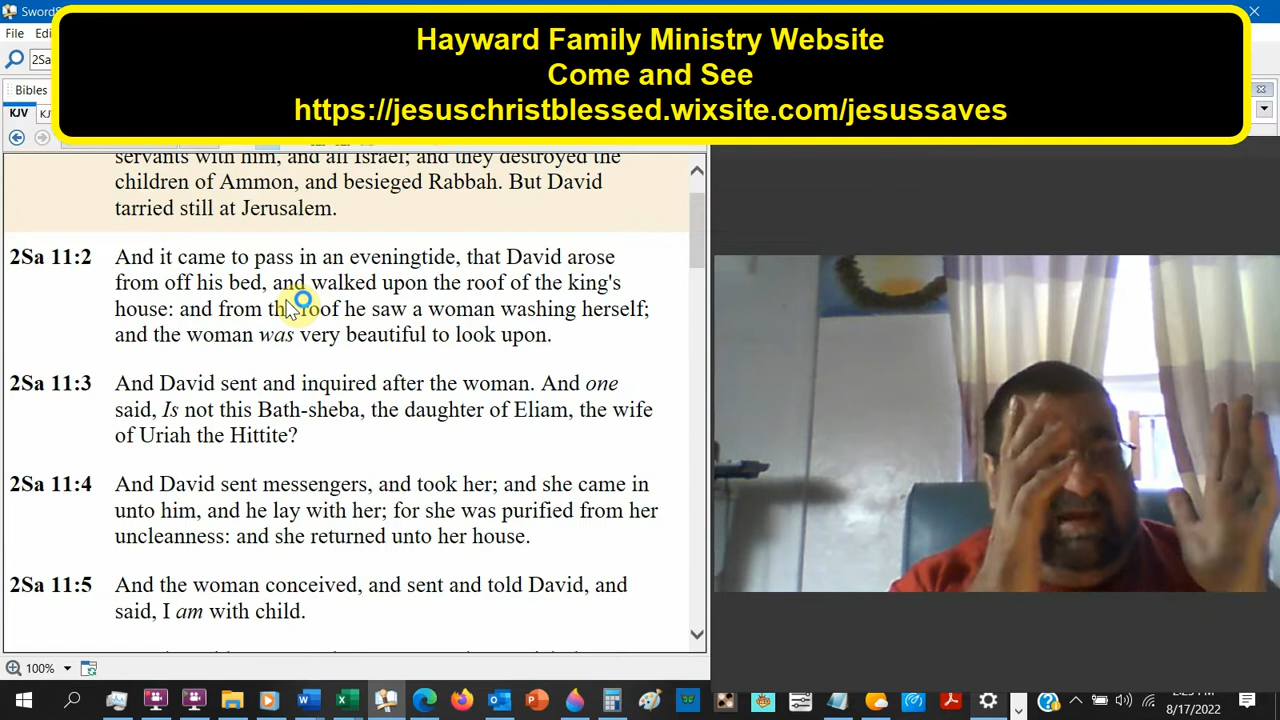 SwordS
Hayward Family Ministry Website
Come and See
https://jesuschristblessed.wixsite.com/jesussaves
File Edi
2Sa
Bibles
KJV KJ
servants with him, and all Israel; and they destroyed the
children of Ammon, and besieged Rabbah. But David
tarried still at Jerusalem.
2Sa 11:2 And it came to pass in an eveningtide, that David arose
from off his bed, and walked upon the roof of the king's
house: and from the roof he saw a woman washing herself;
and the woman was very beautiful to look upon.
2Sa 11:3 And David sent and inquired after the woman. And one
said, Is not this Bath-sheba, the daughter of Eliam, the wife
of Uriah the Hittite?
2Sa 11:4 And David sent messengers, and took her; and she came in
unto him, and he lay with her; for she was purified from her
uncleanness: and she returned unto her house.
2Sa 11:5 And the woman conceived, and sent and told David, and
said, I am with child.
100%
8/17/2022